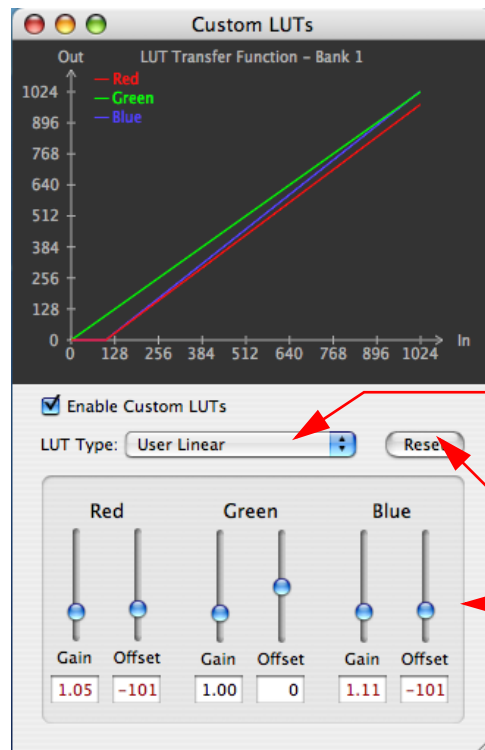 Custom LUTs
Out LUT Transfer Function – Bank 1
Red
Green
Blue
1024
896
768
640
512
384
256
128
0
0 128 256 384 512 640 768 896 1024 In
Enable Custom LUTs
LUT Type: User Linear Reset
Red Green Blue
Gain Offset Gain Offset Gain Offset
1.05 -101 1.00 0 1.11 -101